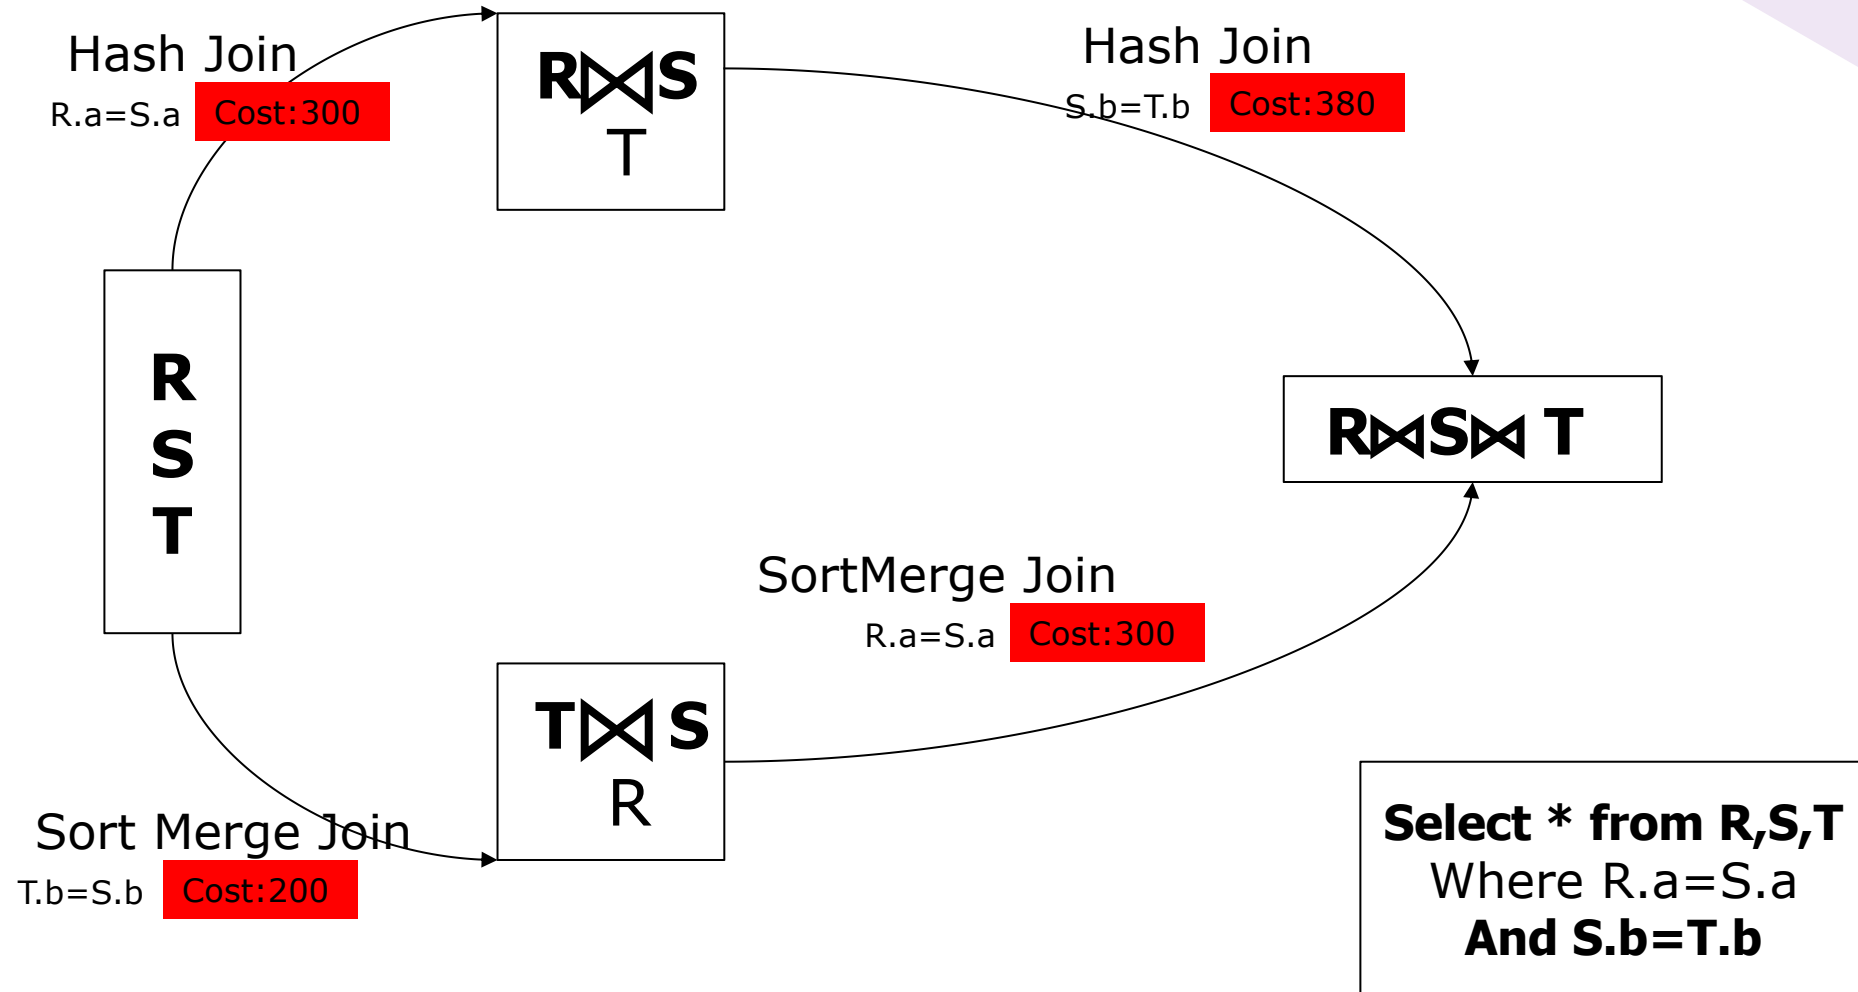 Hash Join
R.a=S.a Cost:300
R⋈S
T
Hash Join
S.b=T.b Cost:380
R
S
T
R⋈S⋈ T
SortMerge Join
R.a=S.a Cost:300
T⋈ S
R
Sort Merge Join
T.b=S.b Cost:200
Select * from R,S,T
Where R.a=S.a
And S.b=T.b